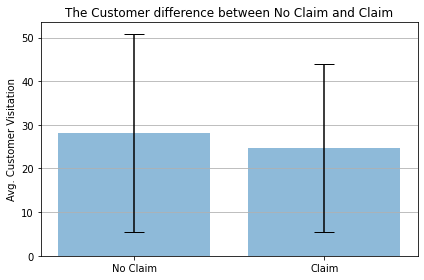 The Customer difference between No Claim and Claim
Avg. Customer Visitation
50
40
30
20
10
0
No Claim
Claim